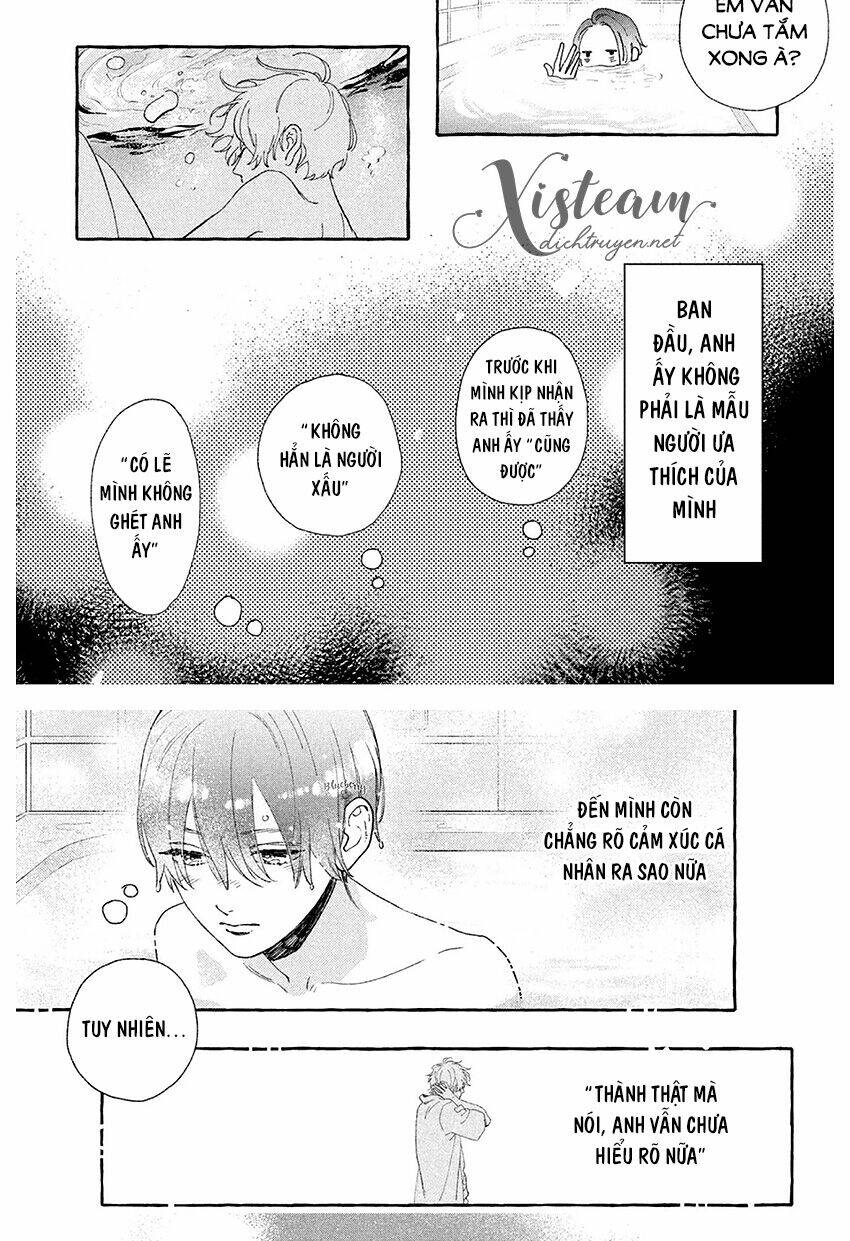 EM VẪN
CHƯA TẮM
XONG À?
Xisteam
dichtruyen.net
BAN
ĐẦU, ANH
ẤY KHÔNG
PHẢI LÀ MẪU
NGƯỜI ƯA
THÍCH CỦA
MÌNH
TRƯỚC KHI
MÌNH KỊP NHẬN
RA THÌ ĐÃ THẤY
ANH ẤY "CŨNG
ĐƯỢC"
"KHÔNG
HẲN LÀ NGƯỜI
XẤU"
"CÓ LẼ
MÌNH KHÔNG
GHÉT ANH
ẤY"
Blueberry
ĐẾN MÌNH CÒN
CHẲNG RÕ CẢM XÚC CÁ
NHÂN RA SAO NỮA
TUY NHIÊN...
"THÀNH THẬT MÀ
NÓI, ANH VẪN CHƯA
HIỂU RÕ NỮA"